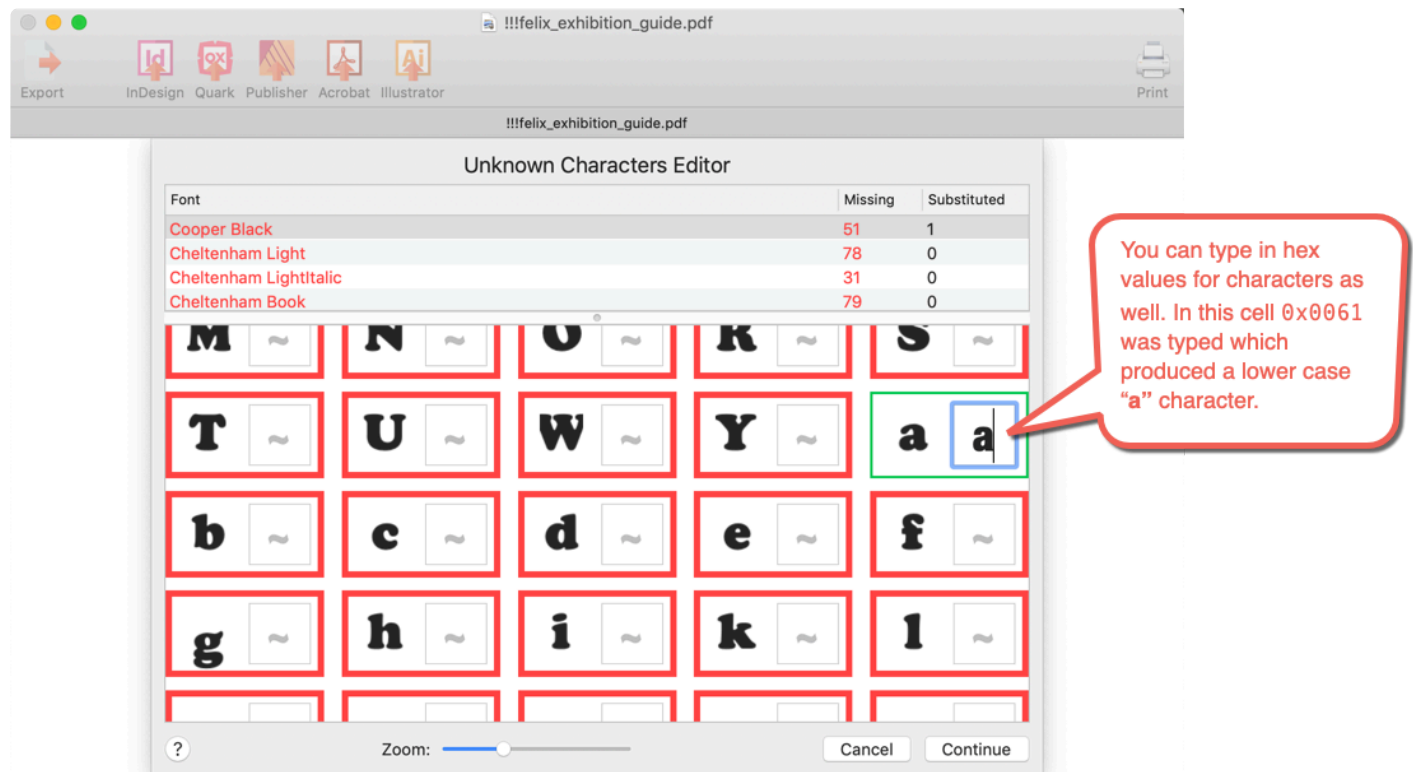 !!!felix_exhibition_guide.pdf
Id QX Ai
Export InDesign Quark Publisher Acrobat Illustrator Print
!!!felix_exhibition_guide.pdf
Unknown Characters Editor
Font Missing Substituted
Cooper Black 51 1
Cheltenham Light 78 0
Cheltenham LightItalic 31 0
Cheltenham Book 79 0
M ~ N ~ O ~ R ~ S ~
T ~ U ~ W ~ Y ~ a a
b ~ c ~ d ~ e ~ f ~
g ~ h ~ i ~ k ~ l ~
? Zoom: Cancel Continue
You can type in hex
values for characters as
well. In this cell 0x0061
was typed which
produced a lower case
“a” character.